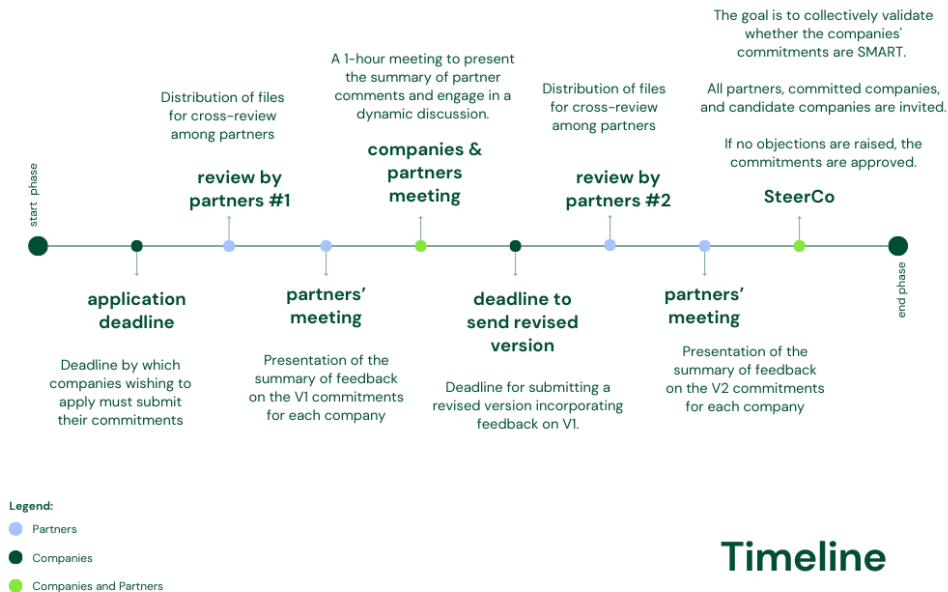 The goal is to collectively validate
whether the companies'
commitments are SMART.
All partners, committed companies,
and candidate companies are invited.
If no objections are raised, the
commitments are approved.
SteerCo
A 1-hour meeting to present
the summary of partner
comments and engage in a
dynamic discussion.
companies &
partners
meeting
Distribution of files
for cross-review
among partners
review by
partners #1
Distribution of files
for cross-review
among partners
review by
partners #2
start phase
end phase
application
deadline
Deadline by which
companies wishing to
apply must submit
their commitments
partners’
meeting
Presentation of the
summary of feedback
on the V1 commitments
for each company
deadline to
send revised
version
Deadline for submitting a
revised version incorporating
feedback on V1.
partners’
meeting
Presentation of the
summary of feedback
on the V2 commitments
for each company
Legend:
Partners
Companies
Companies and Partners
Timeline